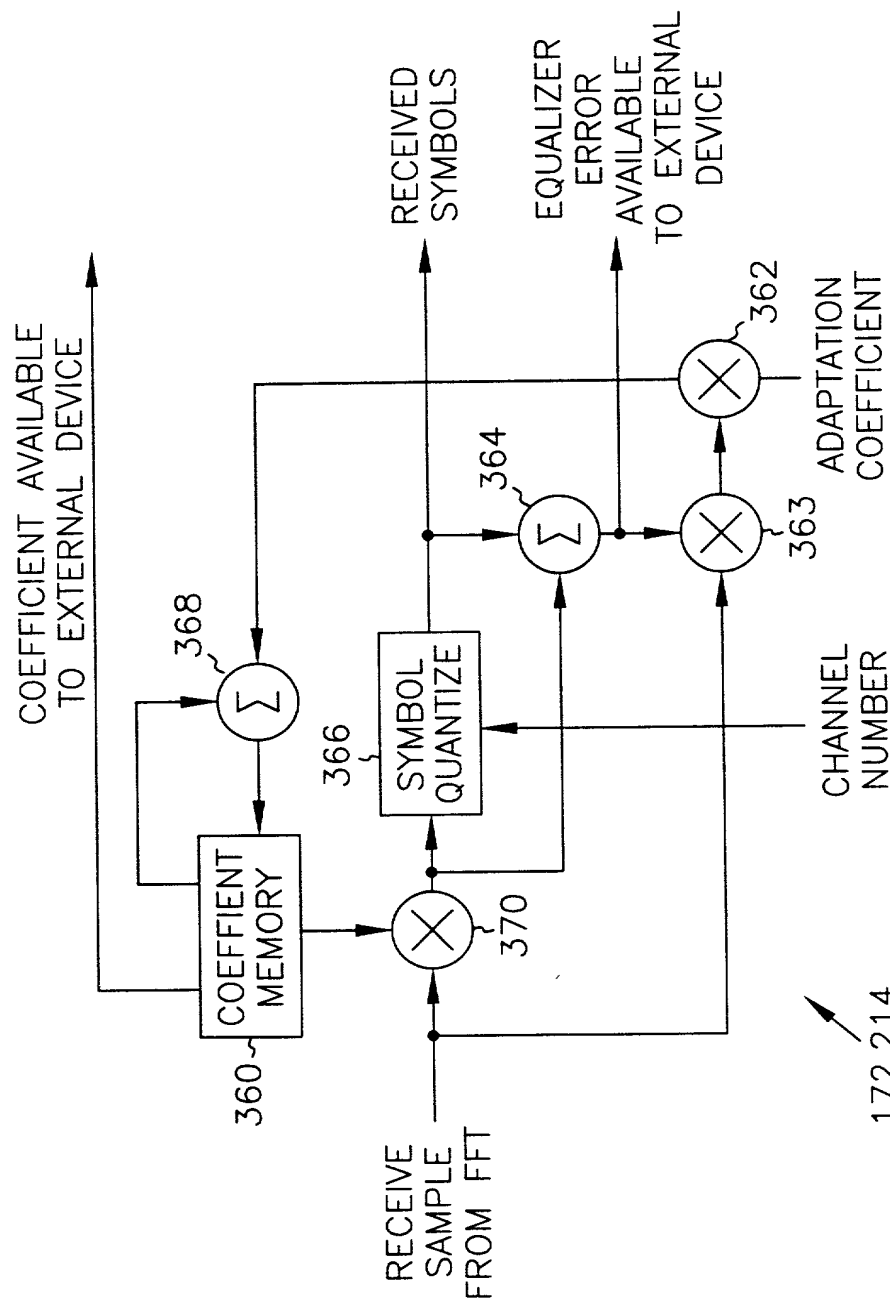 COEFFICIENT AVAILABLE
TO EXTERNAL DEVICE
368
COEFFIENT
MEMORY
360
RECEIVED
SYMBOLS
366
SYMBOL
QUANTIZE
364
EQUALIZER
ERROR
AVAILABLE
TO EXTERNAL
DEVICE
370
RECEIVE
SAMPLE
FROM FFT
362
363
CHANNEL
NUMBER
ADAPTATION
COEFFICIENT
172,214